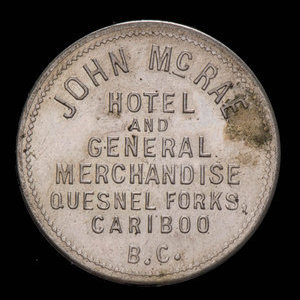 JOHN McRAE
HOTEL
AND
GENERAL
MERCHANDISE
QUESNEL FORKS,
CARIBOO
B.C.